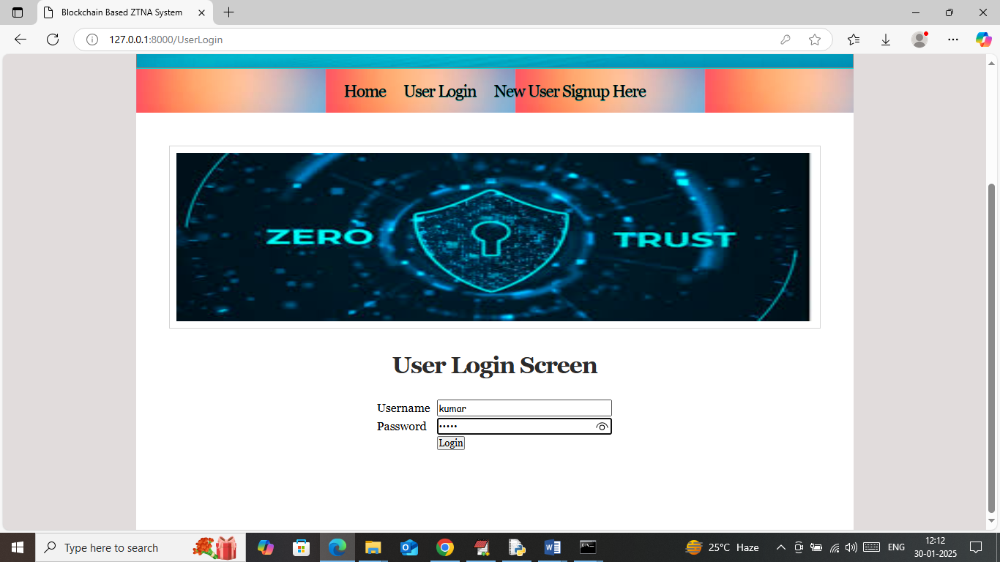 Blockchain Based ZTNA System
127.0.0.1:8000/UserLogin
Home User Login New User Signup Here
ZERO TRUST
User Login Screen
Username kumar
Password •••••
Login
Type here to search
25°C Haze
ENG
12:12
30-01-2025